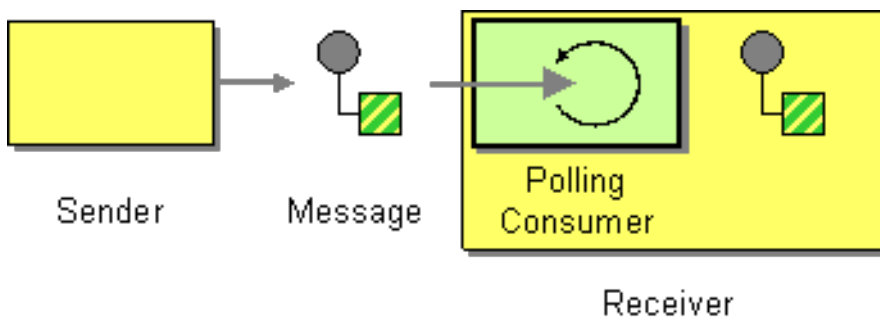 Sender
Message
Polling
Consumer
Receiver